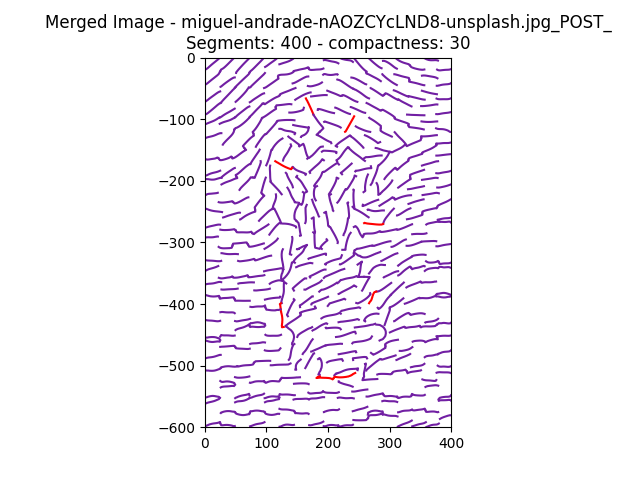 Merged Image - miguel-andrade-nAOZCYcLND8-unsplash.jpg_POST_
Segments: 400 - compactness: 30
0
−100
−200
−300
−400
−500
−600
0 100 200 300 400